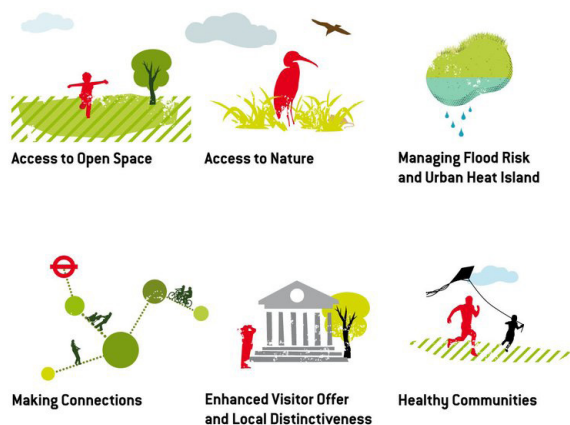 Access to Open Space
Access to Nature
Managing Flood Risk
and Urban Heat Island
Making Connections
Enhanced Visitor Offer
and Local Distinctiveness
Healthy Communities